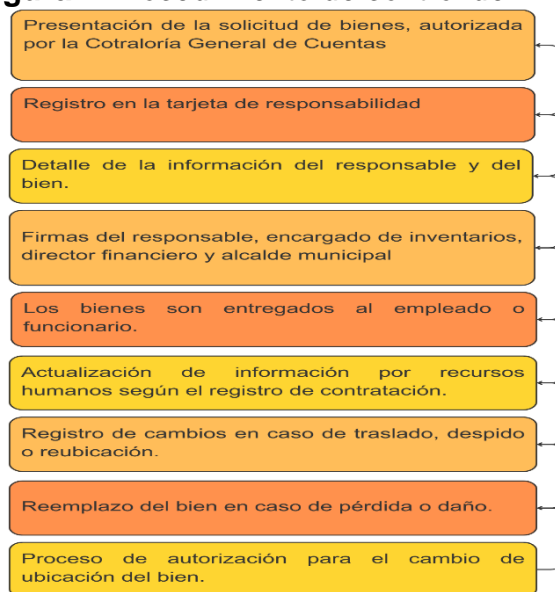 Presentación de la solicitud de bienes, autorizada
por la Cotraloría General de Cuentas
Registro en la tarjeta de responsabilidad
Detalle de la información del responsable y del
bien.
Firmas del responsable, encargado de inventarios,
director financiero y alcalde municipal
Los bienes son entregados al empleado o
funcionario.
Actualización de información por recursos
humanos según el registro de contratación.
Registro de cambios en caso de traslado, despido
o reubicación.
Reemplazo del bien en caso de pérdida o daño.
Proceso de autorización para el cambio de
ubicación del bien.